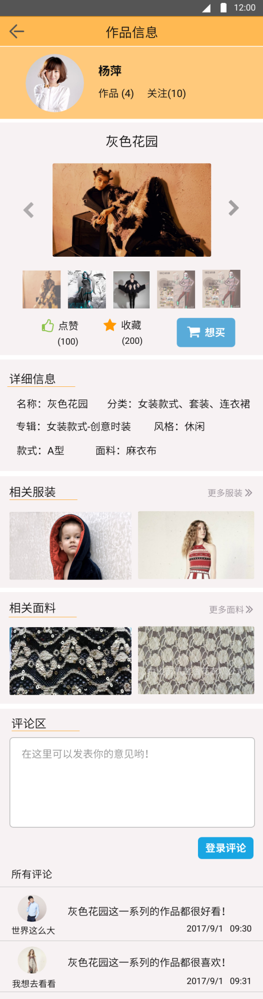 12:00
作品信息
杨萍
作品 (4) 关注(10)
灰色花园
点赞 收藏 想买
(100) (200)
详细信息
名称：灰色花园 分类：女装款式、套装、连衣裙
专辑：女装款式-创意时装 风格：休闲
款式：A型 面料：麻衣布
相关服装 更多服装
相关面料 更多面料
评论区
在这里可以发表你的意见哟！
登录评论
所有评论
灰色花园这一系列的作品都很好看！
世界这么大 2017/9/1 09:30
灰色花园这一系列的作品都很喜欢！
我想去看看 2017/9/1 09:31